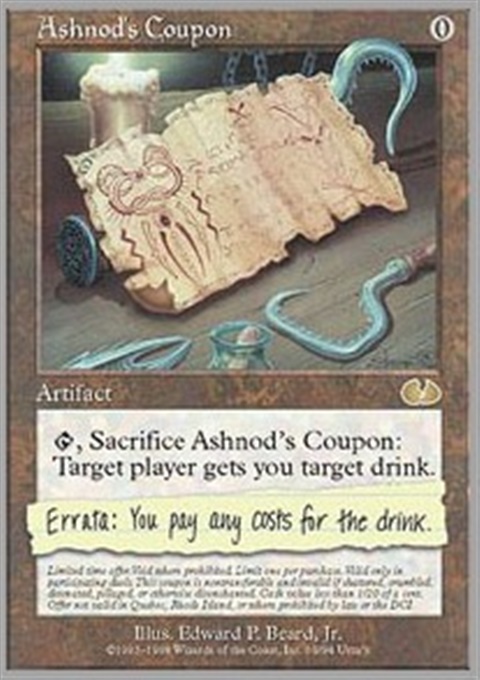 Ashnod's Coupon 0
Artifact
, Sacrifice Ashnod's Coupon:
Target player gets you target drink.
Errata: You pay any costs for the drink.
Limited time offer. Void where prohibited. Limit one per purchase. Valid only in
participating duels. This coupon is nontransferable and invalid if shattered, crumbled,
detonated, pillaged, or otherwise disenchanted. Cash value less than 1/20 of a cent.
Offer not valid in Quebec, Rhode Island, or where prohibited by law or the DCI.
Illus. Edward P. Beard, Jr.
Wizards of the Coast, Inc.